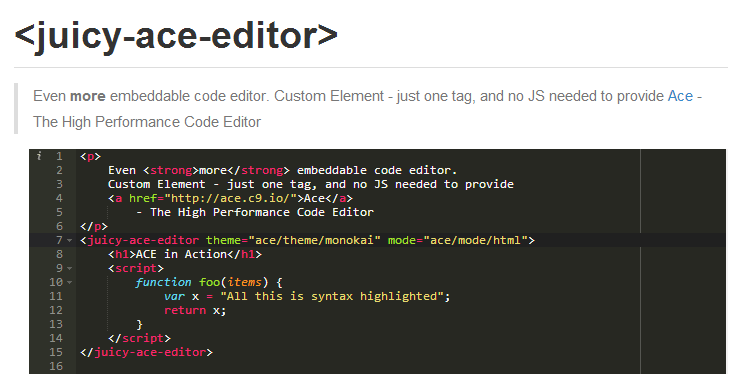 <juicy-ace-editor>
Even more embeddable code editor. Custom Element - just one tag, and no JS needed to provide Ace -
The High Performance Code Editor
i 1 <p>
2     Even <strong>more</strong> embeddable code editor.
3     Custom Element - just one tag, and no JS needed to provide
4     <a href="http://ace.c9.io/">Ace</a>
5         - The High Performance Code Editor
6 </p>
7 <juicy-ace-editor theme="ace/theme/monokai" mode="ace/mode/html">
8     <h1>ACE in Action</h1>
9     <script>
10         function foo(items) {
11             var x = "All this is syntax highlighted";
12             return x;
13         }
14     </script>
15 </juicy-ace-editor>
16